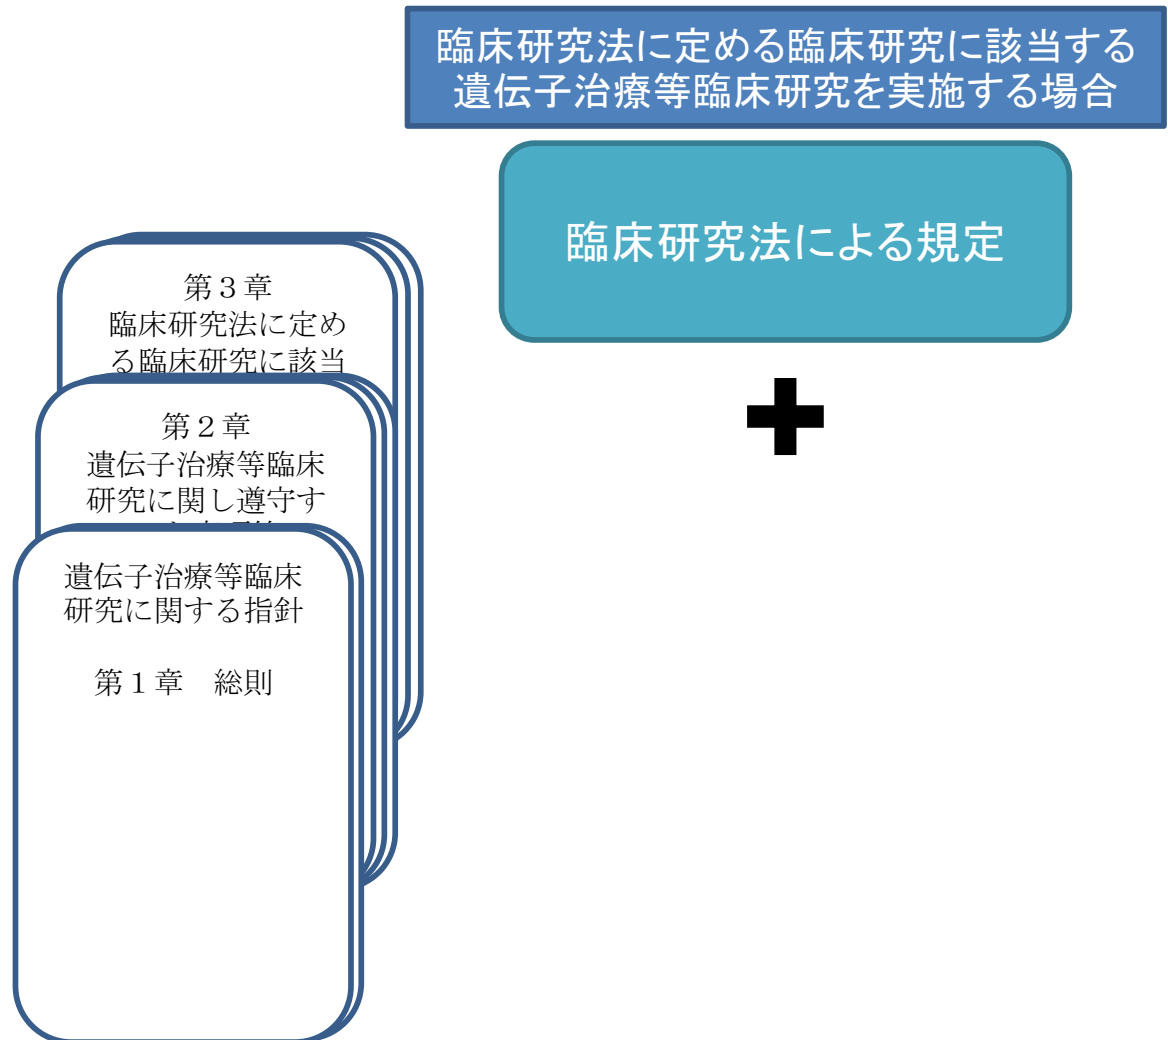 臨床研究法に定める臨床研究に該当する
遺伝子治療等臨床研究を実施する場合
臨床研究法による規定
第３章
臨床研究法に定め
る臨床研究に該当
第２章
遺伝子治療等臨床
研究に関し遵守す
遺伝子治療等臨床
研究に関する指針
第１章　総則